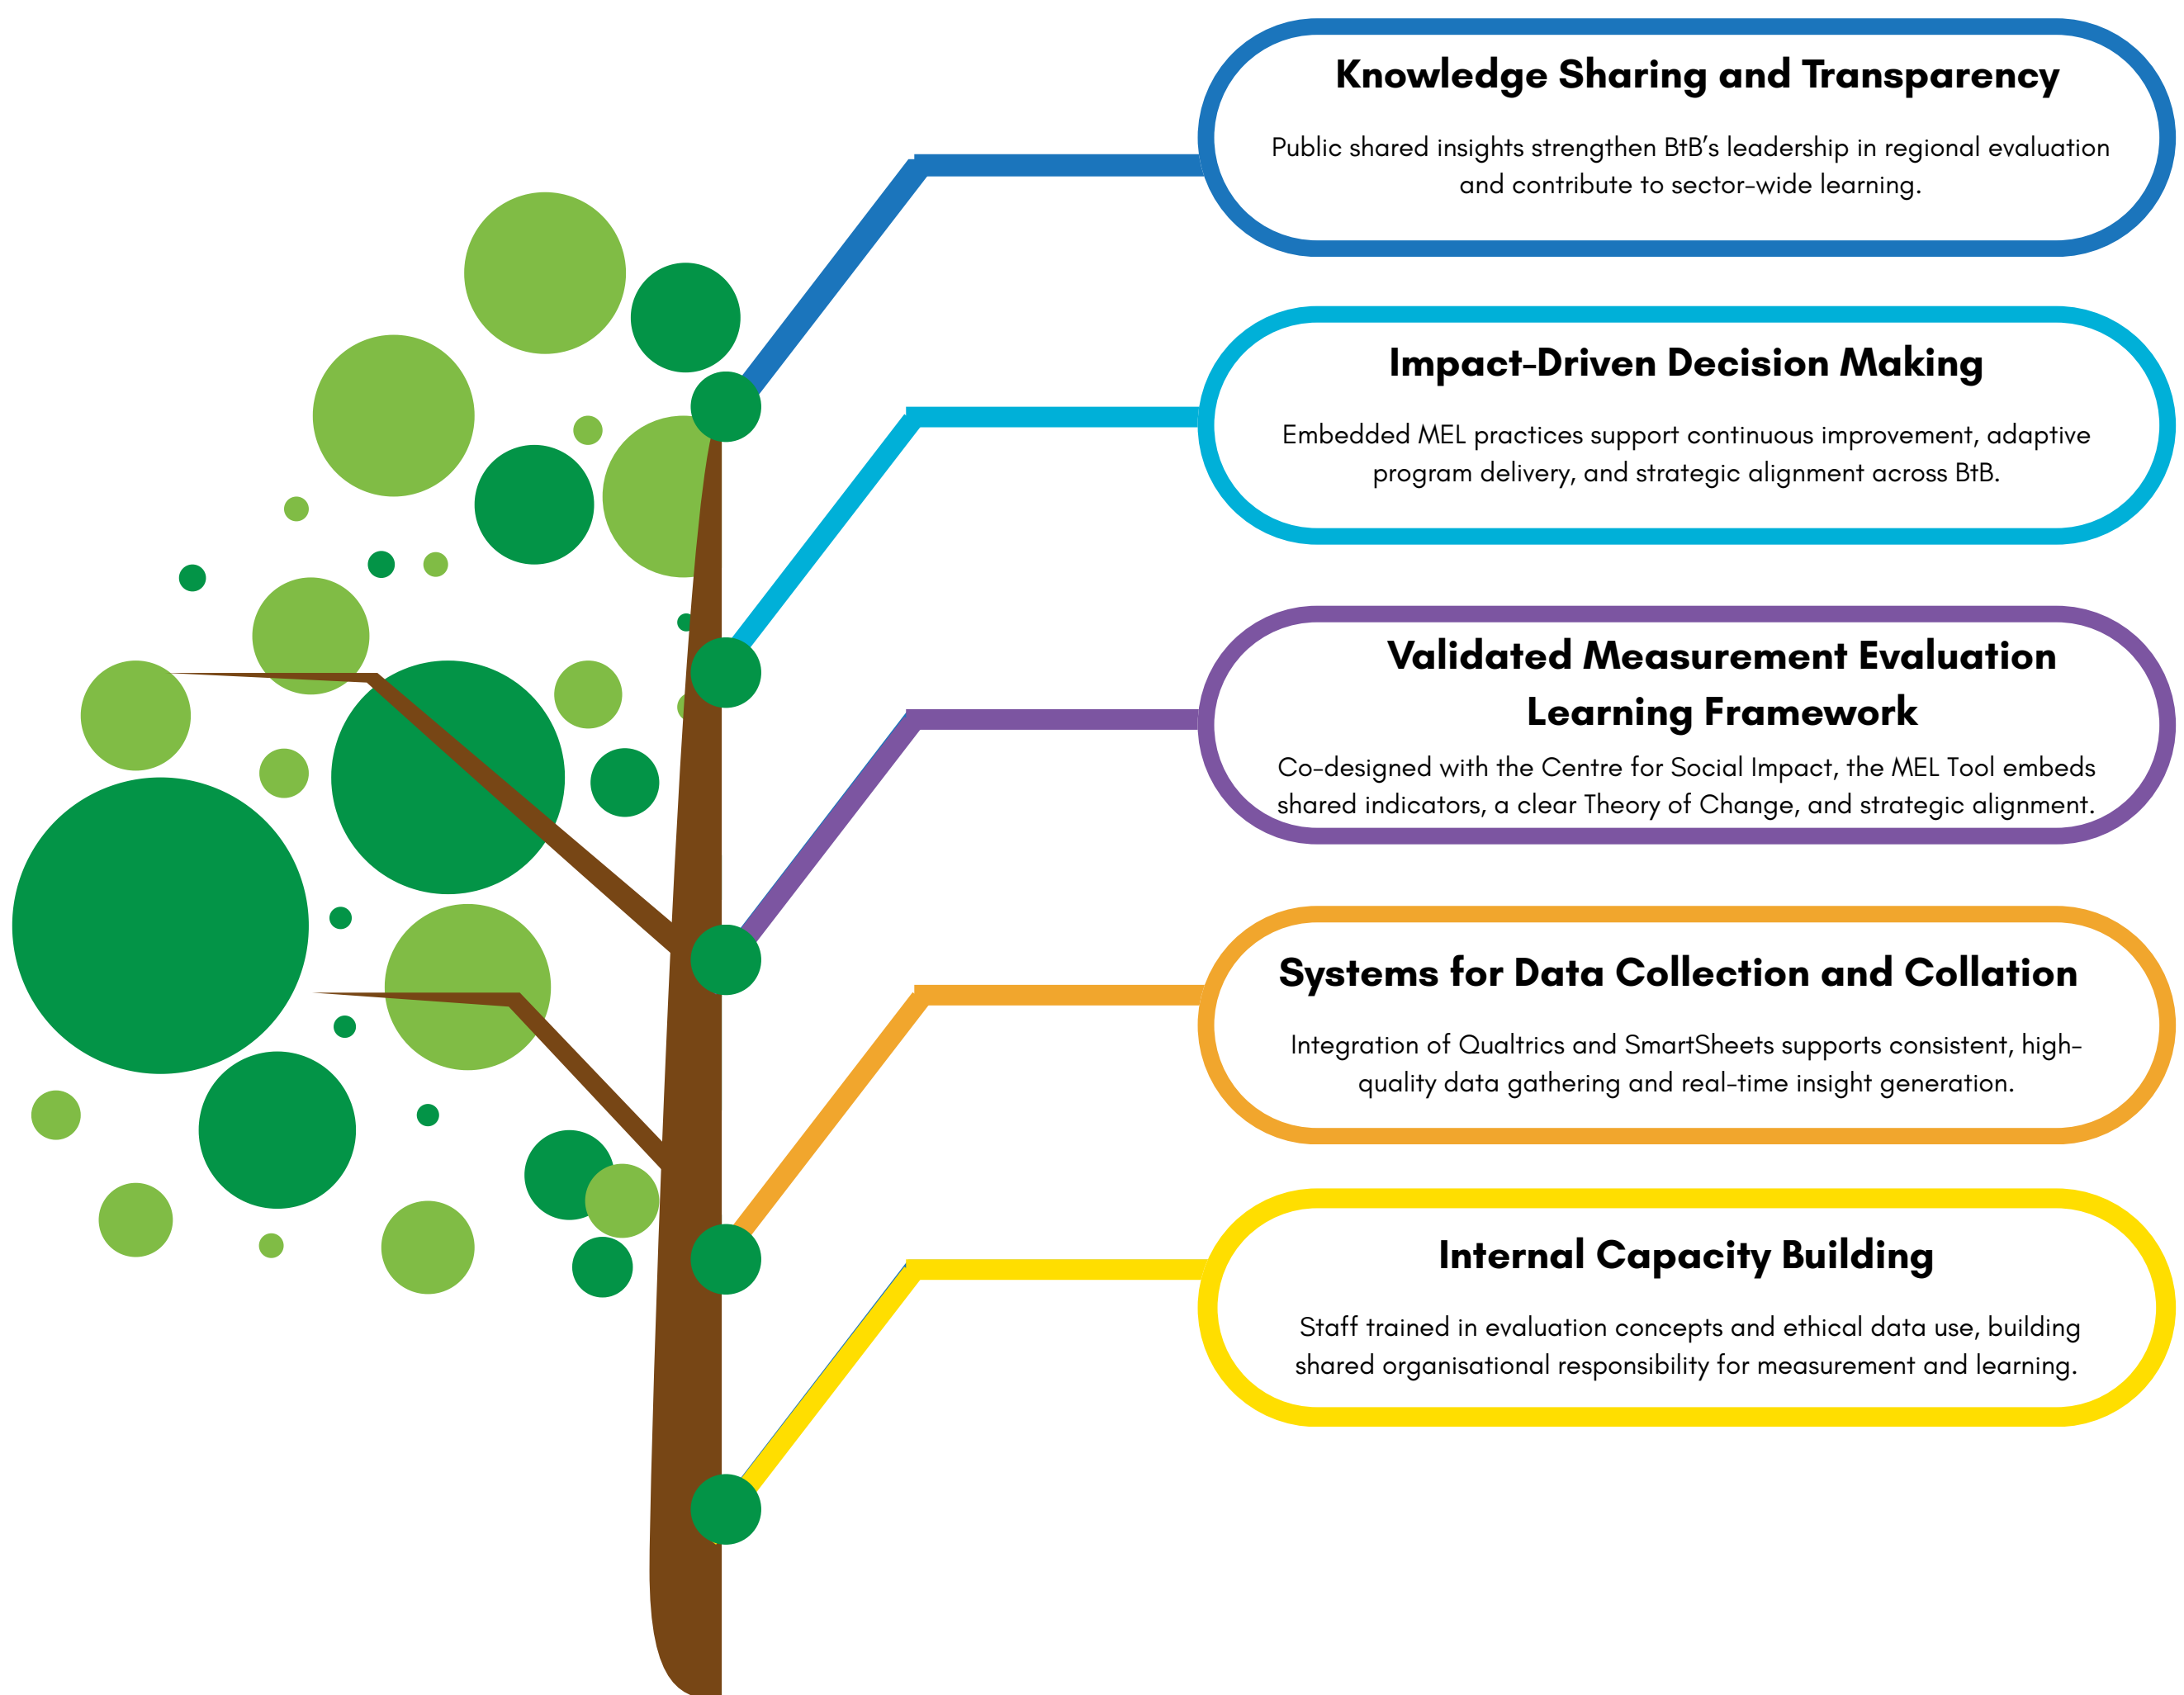 Knowledge Sharing and Transparency
Public shared insights strengthen BtB’s leadership in regional evaluation
and contribute to sector-wide learning.
Impact-Driven Decision Making
Embedded MEL practices support continuous improvement, adaptive
program delivery, and strategic alignment across BtB.
Validated Measurement Evaluation
Learning Framework
Co-designed with the Centre for Social Impact, the MEL Tool embeds
shared indicators, a clear Theory of Change, and strategic alignment.
Systems for Data Collection and Collation
Integration of Qualtrics and SmartSheets supports consistent, high-
quality data gathering and real-time insight generation.
Internal Capacity Building
Staff trained in evaluation concepts and ethical data use, building
shared organisational responsibility for measurement and learning.